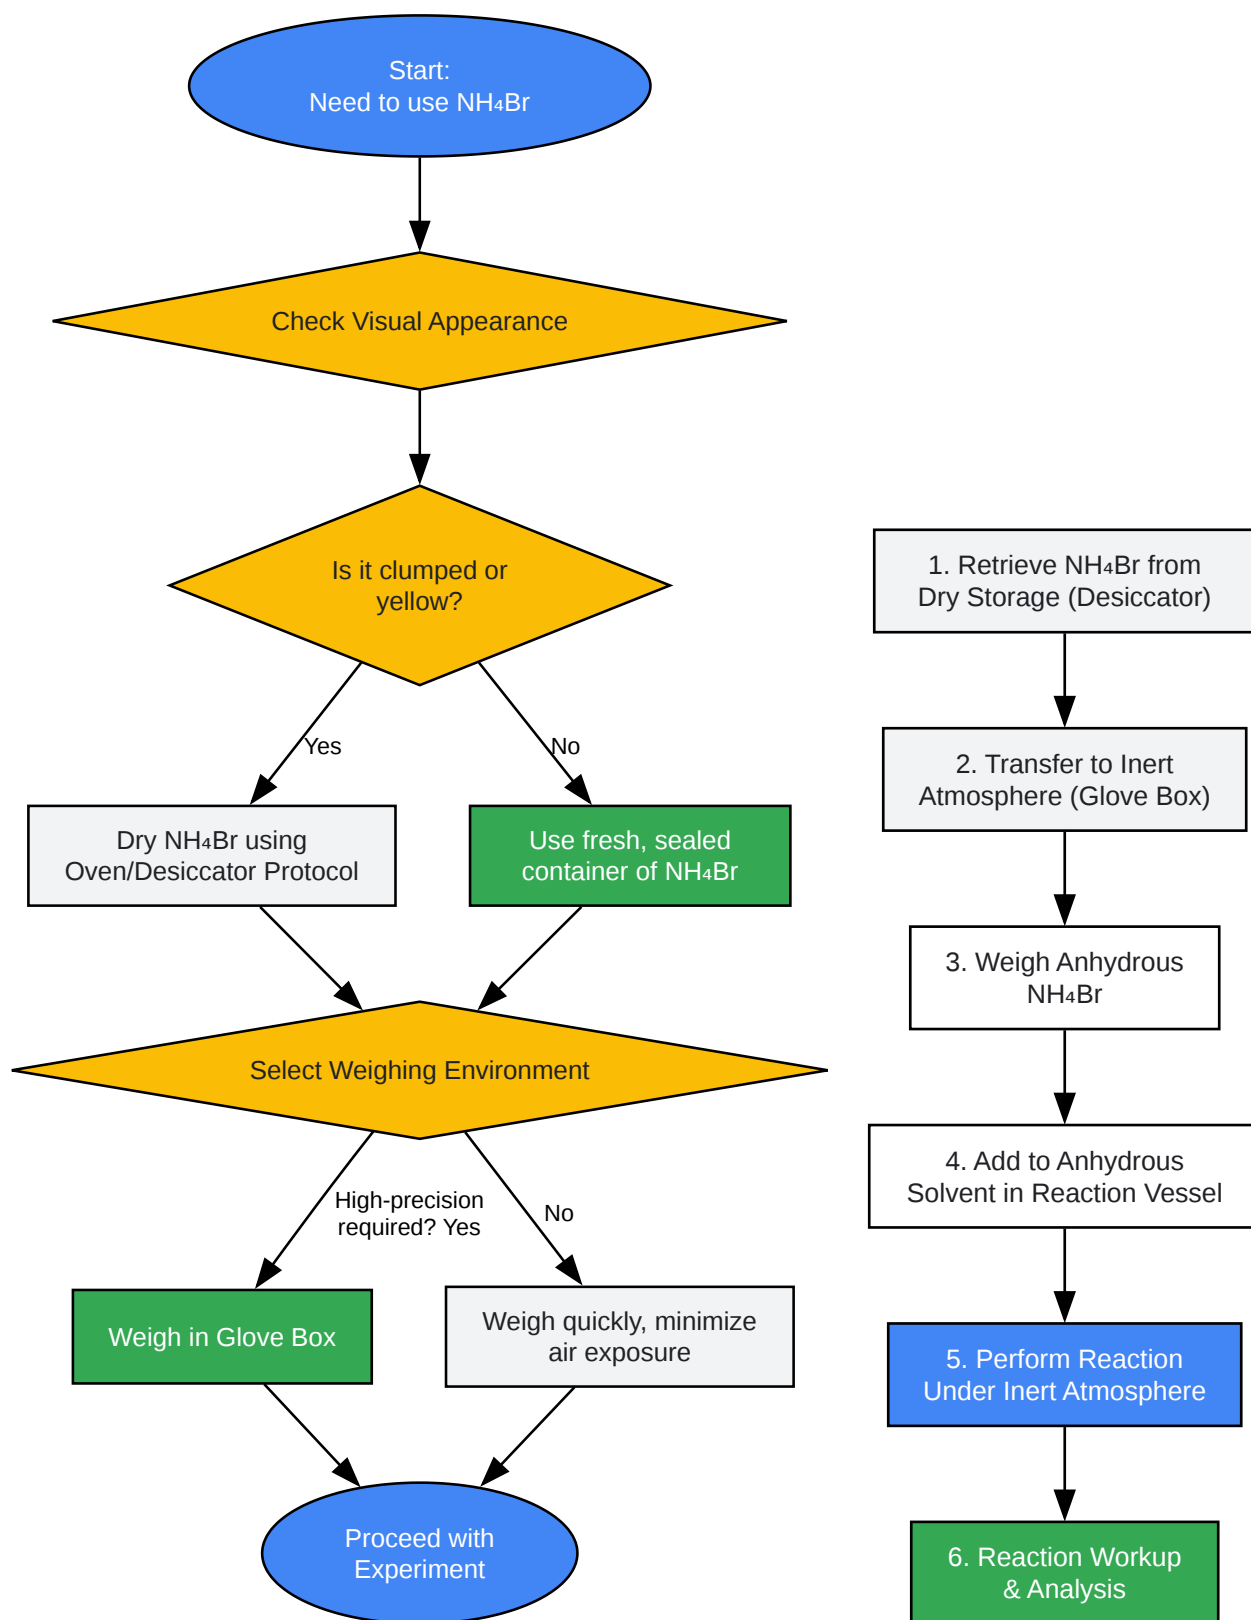 Start:
Need to use NH₄Br
Check Visual Appearance
Is it clumped or
yellow?
Yes
No
Dry NH₄Br using
Oven/Desiccator Protocol
Use fresh, sealed
container of NH₄Br
Select Weighing Environment
High-precision
required? Yes
No
Weigh in Glove Box
Weigh quickly, minimize
air exposure
Proceed with
Experiment
1. Retrieve NH₄Br from
Dry Storage (Desiccator)
2. Transfer to Inert
Atmosphere (Glove Box)
3. Weigh Anhydrous
NH₄Br
4. Add to Anhydrous
Solvent in Reaction Vessel
5. Perform Reaction
Under Inert Atmosphere
6. Reaction Workup
& Analysis